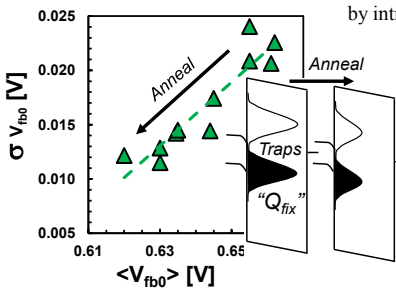 by intr
0.025
0.020
0.015
0.010
0.005
σ V_fb0 [V]
Anneal
Anneal
Traps
"Q_fix"
0.61
0.63
0.65
<V_fb0> [V]